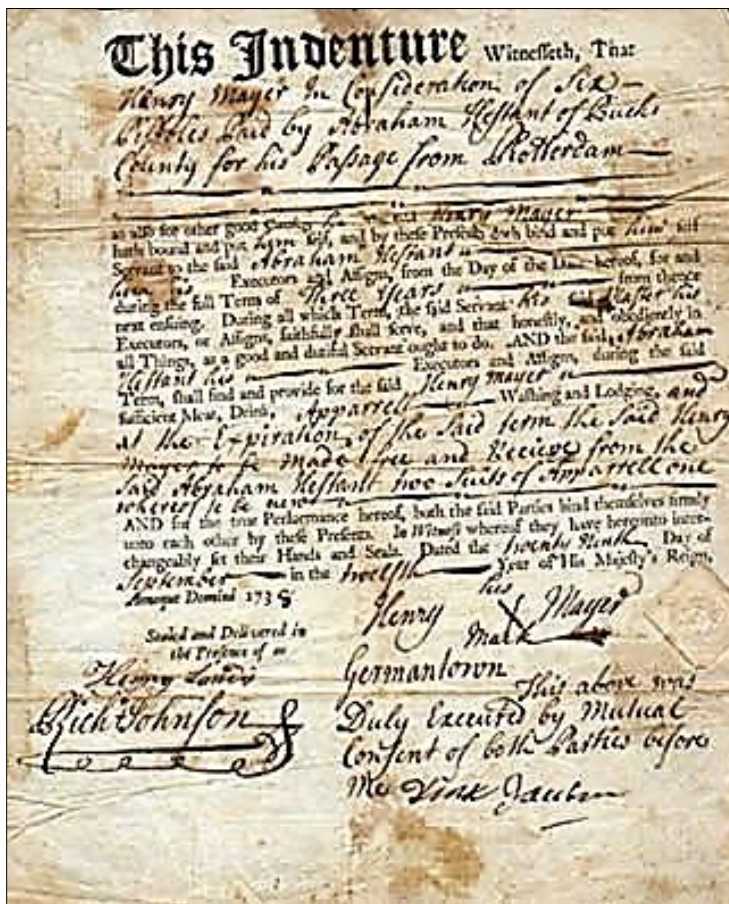 This Indenture Witnesseth, That
Henry Mayer In Consideration of Six
Pistoles Paid by Abraham Hestant of Bucks
County for his Passage from Rotterdam
as also for other good Causes he the said Henry Mayer
hath bound and put him self, and by these Presents doth bind and put him self
Servant to the said Abraham Hestant
him his Executors and Assigns, from the Day of the Date hereof, for and
during the full Term of Three Years from thence
next ensuing. During all which Term, the said Servant his said Master his
Executors, or Assigns, faithfully shall serve, and that honestly, and obediently in
all Things, as a good and dutiful Servant ought to do. AND the said Abraham
Hestant his Executors and Assigns, during the said
Term, shall find and provide for the said Henry Mayer
sufficient Meat, Drink, Apparrell Washing and Lodging, and
at the Expiration of the Said term the Said Henry
Mayer to be made free and Recieve from the
Said Abraham Hestant two Suits of Apparrell one
whereof to be new
AND for the true Performance hereof, both the said Parties bind themselves firmly
unto each other by these Presents. In Witness whereof they have hereunto inter-
changeably set their Hands and Seals. Dated the twenty Ninth Day of
September in the twelfth Year of His Majesty's Reign,
Annoque Domini 1738
his
Henry X Mayer
Mark
Sealed and Delivered in
the Presence of
Henry
Rich Johnson
Germantown
This above was
Duly Executed by Mutual
Consent of both Parties before
me